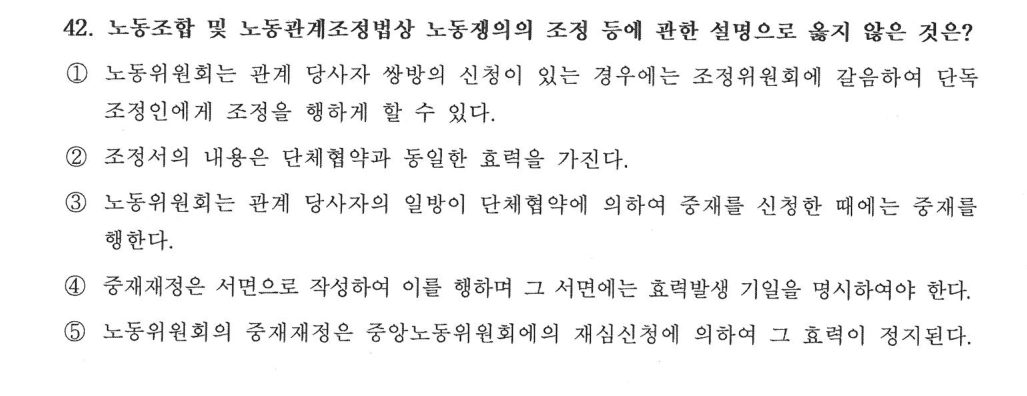 42. 노동조합 및 노동관계조정법상 노동쟁의의 조정 등에 관한 설명으로 옳지 않은 것은?
① 노동위원회는 관계 당사자 쌍방의 신청이 있는 경우에는 조정위원회에 갈음하여 단독
조정인에게 조정을 행하게 할 수 있다.
② 조정서의 내용은 단체협약과 동일한 효력을 가진다.
③ 노동위원회는 관계 당사자의 일방이 단체협약에 의하여 중재를 신청한 때에는 중재를
행한다.
④ 중재재정은 서면으로 작성하여 이를 행하며 그 서면에는 효력발생 기일을 명시하여야 한다.
⑤ 노동위원회의 중재재정은 중앙노동위원회에의 재심신청에 의하여 그 효력이 정지된다.